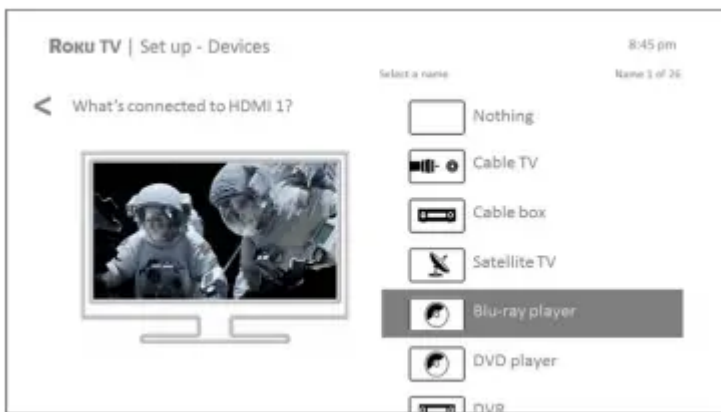 Roku TV | Set up - Devices
8:45 pm
Select a name
Name 1 of 26
< What's connected to HDMI 1?
Nothing
Cable TV
Cable box
Satellite TV
Blu-ray player
DVD player
DVR